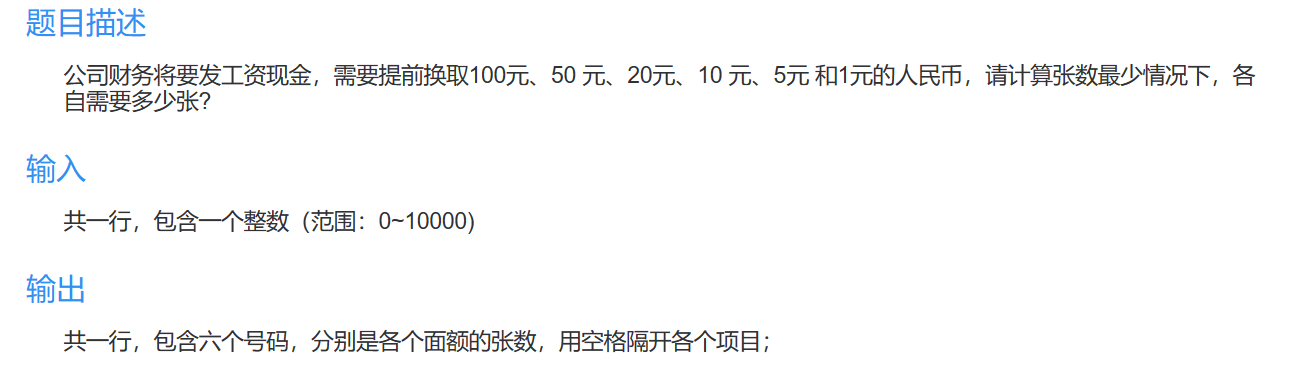 题目描述
公司财务将要发工资现金，需要提前换取100元、50 元、20元、10 元、5元 和1元的人民币，请计算张数最少情况下，各
自需要多少张?
输入
共一行，包含一个整数（范围：0~10000)
输出
共一行，包含六个号码，分别是各个面额的张数，用空格隔开各个项目；